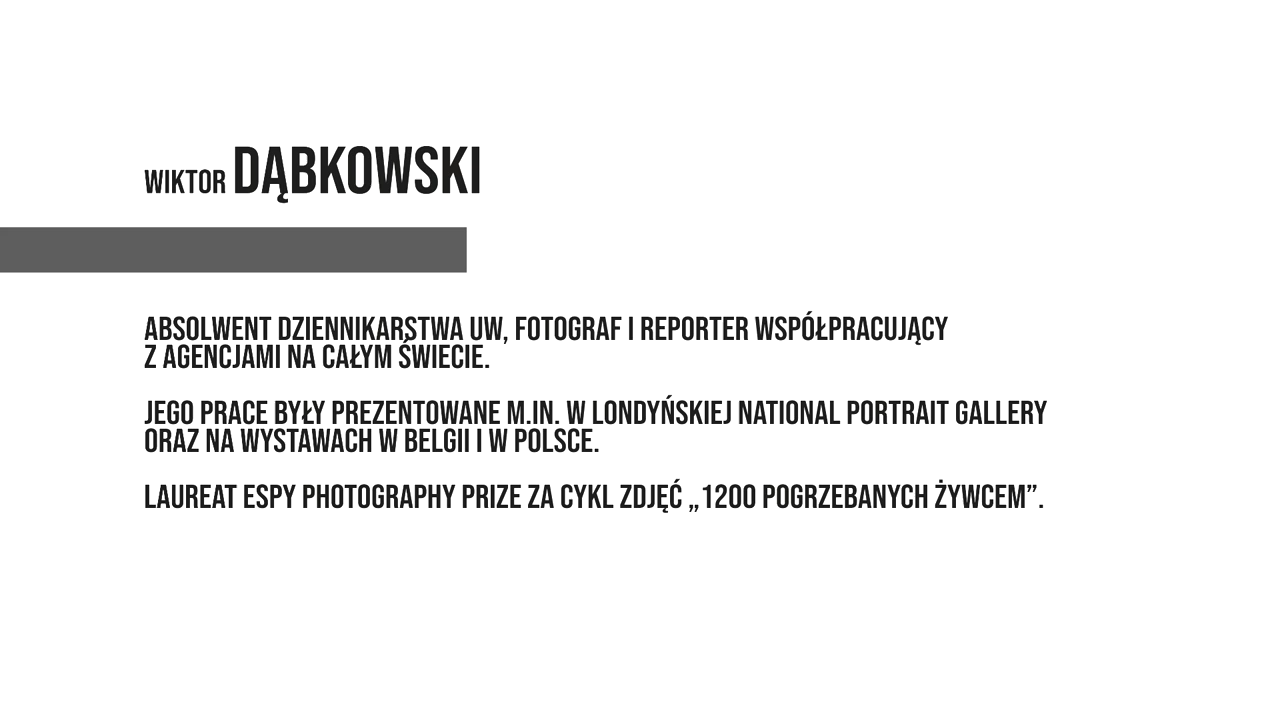 WIKTOR DĄBKOWSKI
ABSOLWENT DZIENNIKARSTWA UW, FOTOGRAF I REPORTER WSPÓŁPRACUJĄCY
Z AGENCJAMI NA CAŁYM ŚWIECIE.
JEGO PRACE BYŁY PREZENTOWANE M.IN. W LONDYŃSKIEJ NATIONAL PORTRAIT GALLERY
ORAZ NA WYSTAWACH W BELGII I W POLSCE.
LAUREAT ESPY PHOTOGRAPHY PRIZE ZA CYKL ZDJĘĆ „1200 POGRZEBANYCH ŻYWCEM”.